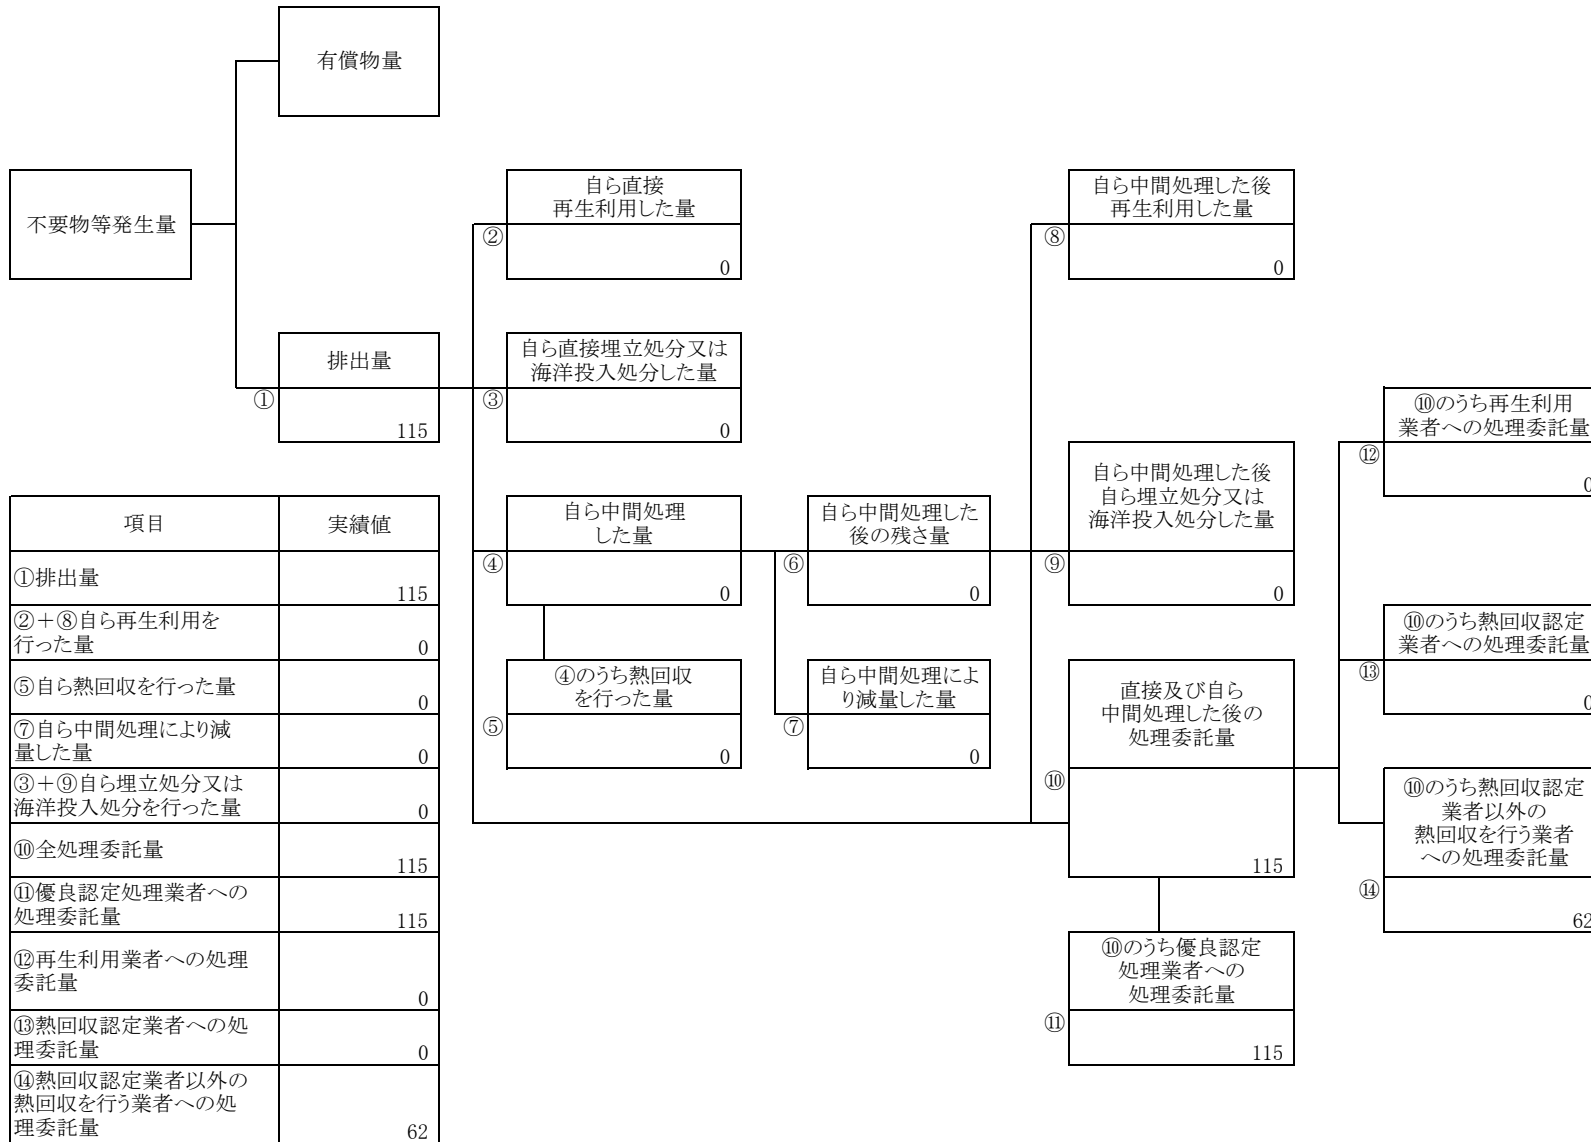 有償物量
不要物等発生量
排出量
①
115
自ら直接
再生利用した量
②
0
自ら直接埋立処分又は
海洋投入処分した量
③
0
自ら中間処理
した量
④
0
④のうち熱回収
を行った量
⑤
0
自ら中間処理した
後の残さ量
⑥
0
自ら中間処理によ
り減量した量
⑦
0
自ら中間処理した後
再生利用した量
⑧
0
自ら中間処理した後
自ら埋立処分又は
海洋投入処分した量
⑨
0
直接及び自ら
中間処理した後の
処理委託量
⑩
115
⑩のうち優良認定
処理業者への
処理委託量
⑪
115
⑩のうち再生利用
業者への処理委託量
⑫
0
⑩のうち熱回収認定
業者への処理委託量
⑬
0
⑩のうち熱回収認定
業者以外の
熱回収を行う業者
への処理委託量
⑭
62
項目 実績値
①排出量
115
②+⑧自ら再生利用を
行った量 0
⑤自ら熱回収を行った量
0
⑦自ら中間処理により減
量した量 0
③+⑨自ら埋立処分又は
海洋投入処分を行った量 0
⑩全処理委託量
115
⑪優良認定処理業者への
処理委託量 115
⑫再生利用業者への処理
委託量
0
⑬熱回収認定業者への処
理委託量 0
⑭熱回収認定業者以外の
熱回収を行う業者への処
理委託量 62